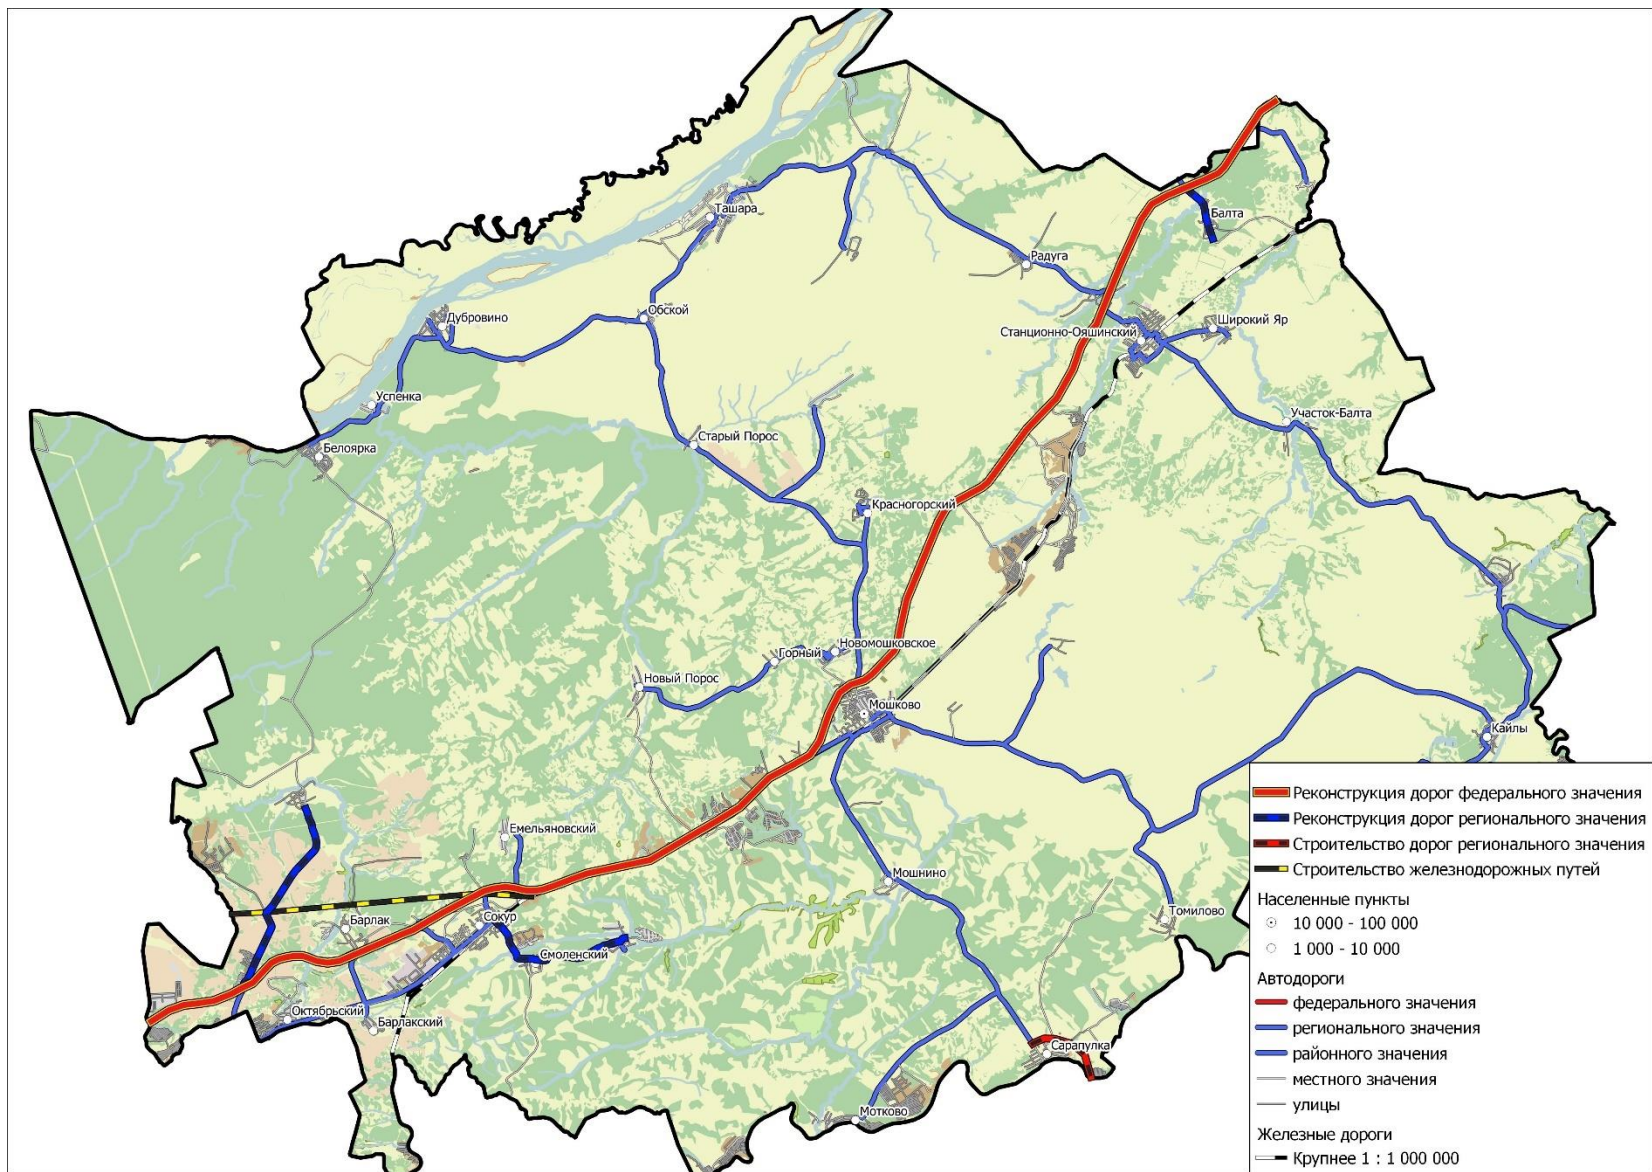 Ташара
Балта
Радуга
Обской
Дубровино
Широкий Яр
Станционно-Ояшинский
Успенка
Участок-Балта
Старый Порос
Белоярка
Красногорский
Новомошковское
Горный
Новый Порос
Мошково
Кайлы
Емельяновский
Мошнино
Сокур
Барлак
Томилово
Смоленский
Октябрьский
Барлакский
Сарапулка
Мотково
Реконструкция дорог федерального значения
Реконструкция дорог регионального значения
Строительство дорог регионального значения
Строительство железнодорожных путей
Населенные пункты
10 000 - 100 000
1 000 - 10 000
Автодороги
федерального значения
регионального значения
районного значения
местного значения
улицы
Железные дороги
Крупнее 1 : 1 000 000